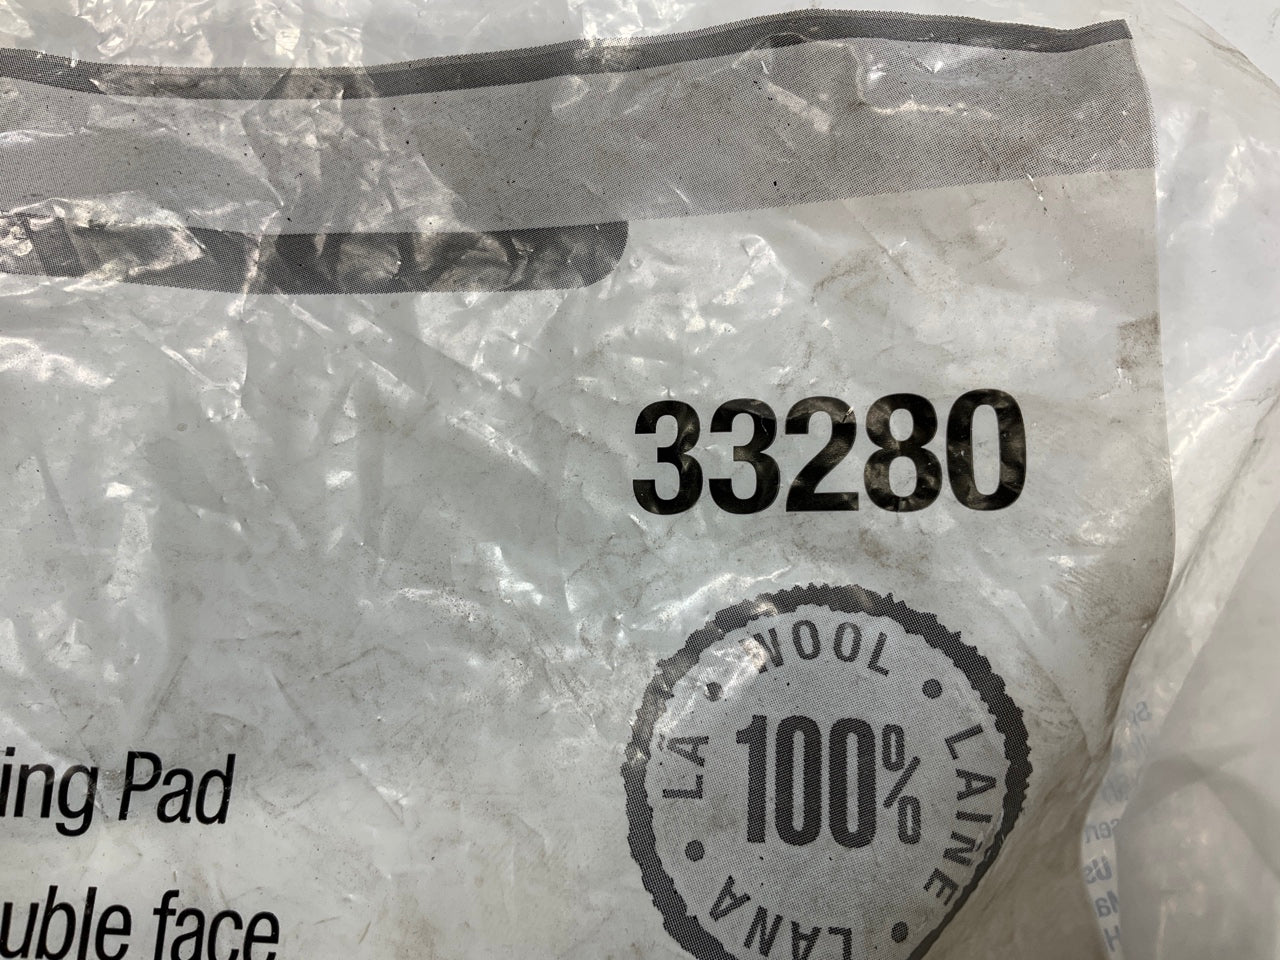 33280
WOOL • LAINE • LANA • LÃ
100%
ing Pad
uble face